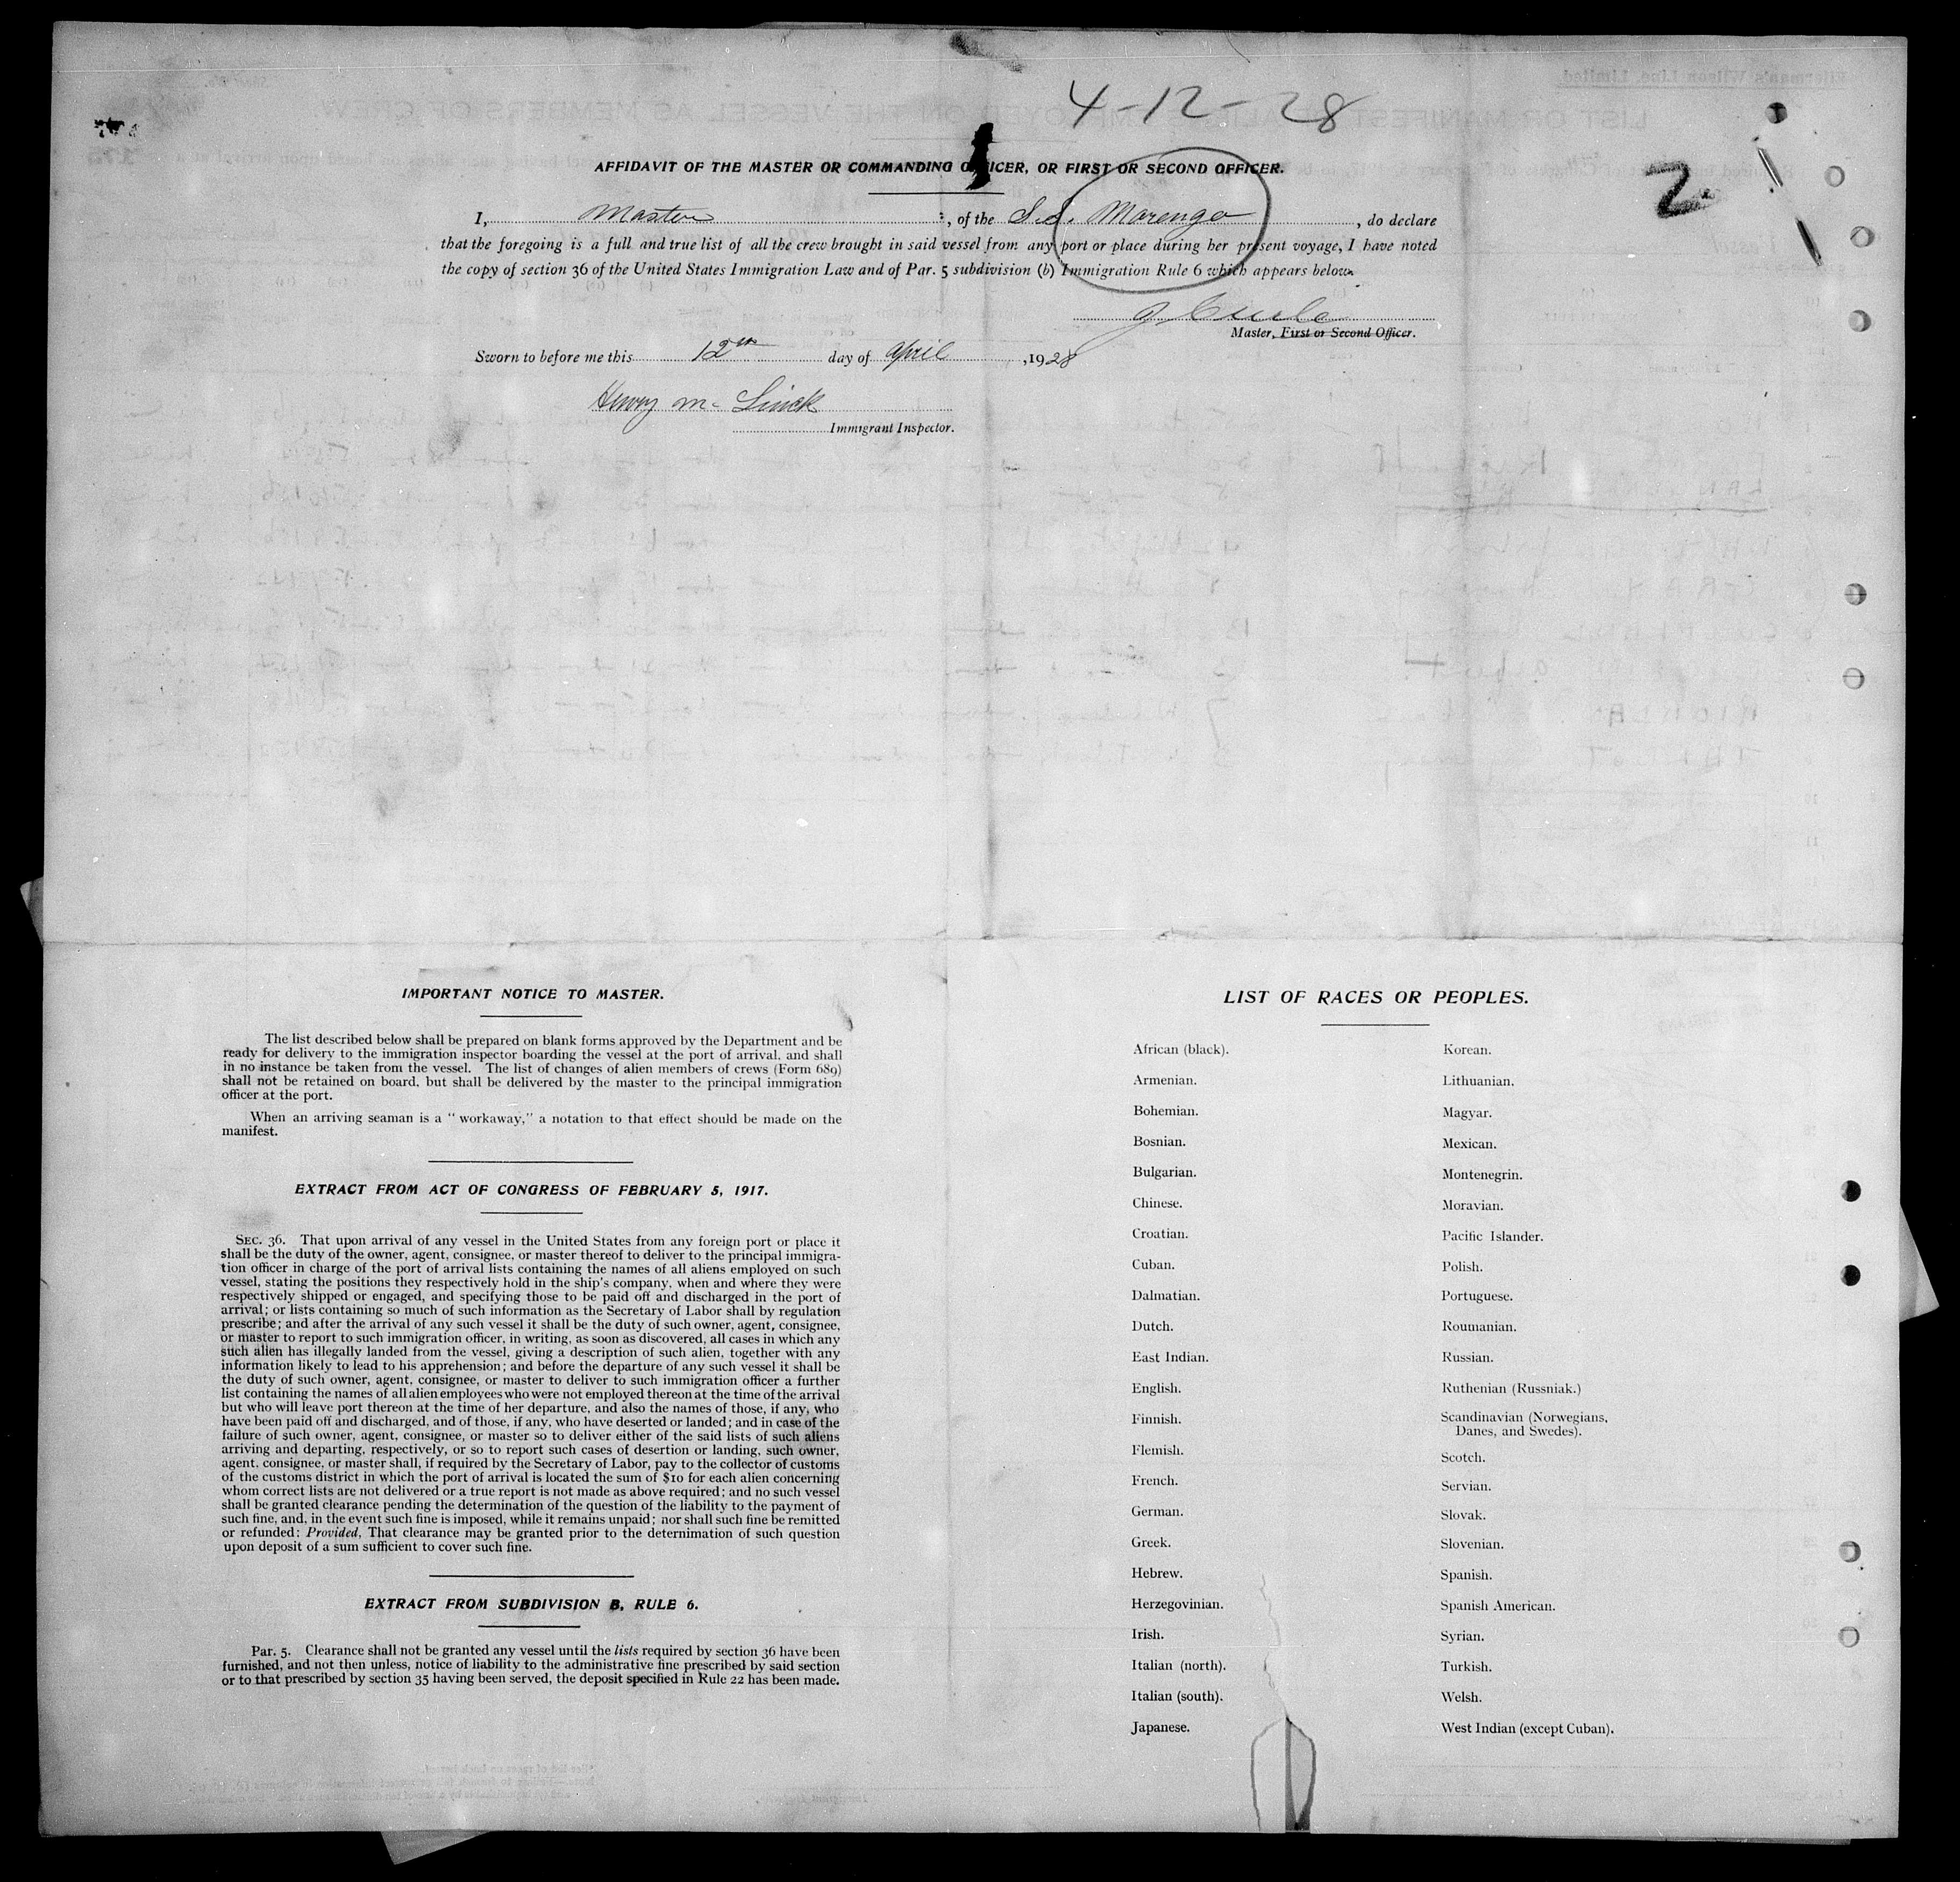 4-12-28
2
AFFIDAVIT OF THE MASTER OR COMMANDING OFFICER, OR FIRST OR SECOND OFFICER.
I, Master, of the S.S. Marengo, do declare
that the foregoing is a full and true list of all the crew brought in said vessel from any port or place during her present voyage, I have noted
the copy of section 36 of the United States Immigration Law and of Par. 5 subdivision (b) Immigration Rule 6 which appears below.
Master, First or Second Officer.
Sworn to before me this 12th day of April, 1928
Henry M.
Immigrant Inspector.
IMPORTANT NOTICE TO MASTER.
The list described below shall be prepared on blank forms approved by the Department and be
ready for delivery to the immigration inspector boarding the vessel at the port of arrival, and shall
in no instance be taken from the vessel. The list of changes of alien members of crews (Form 689)
shall not be retained on board, but shall be delivered by the master to the principal immigration
officer at the port.
When an arriving seaman is a "workaway," a notation to that effect should be made on the
manifest.
EXTRACT FROM ACT OF CONGRESS OF FEBRUARY 5, 1917.
SEC. 36. That upon arrival of any vessel in the United States from any foreign port or place it
shall be the duty of the owner, agent, consignee, or master thereof to deliver to the principal immigra-
tion officer in charge of the port of arrival lists containing the names of all aliens employed on such
vessel, stating the positions they respectively hold in the ship's company, when and where they were
respectively shipped or engaged, and specifying those to be paid off and discharged in the port of
arrival; or lists containing so much of such information as the Secretary of Labor shall by regulation
prescribe; and after the arrival of any such vessel it shall be the duty of such owner, agent, consignee,
or master to report to such immigration officer, in writing, as soon as discovered, all cases in which any
such alien has illegally landed from the vessel, giving a description of such alien, together with any
information likely to lead to his apprehension; and before the departure of any such vessel it shall be
the duty of such owner, agent, consignee, or master to deliver to such immigration officer a further
list containing the names of all alien employees who were not employed thereon at the time of the arrival
but who will leave port thereon at the time of her departure, and also the names of those, if any, who
have been paid off and discharged, and of those, if any, who have deserted or landed; and in case of the
failure of such owner, agent, consignee, or master so to deliver either of the said lists of such aliens
arriving and departing, respectively, or so to report such cases of desertion or landing, such owner,
agent, consignee, or master shall, if required by the Secretary of Labor, pay to the collector of customs
of the customs district in which the port of arrival is located the sum of $10 for each alien concerning
whom correct lists are not delivered or a true report is not made as above required; and no such vessel
shall be granted clearance pending the determination of the question of the liability to the payment of
such fine, and, in the event such fine is imposed, while it remains unpaid; nor shall such fine be remitted
or refunded: Provided, That clearance may be granted prior to the deternimation of such question
upon deposit of a sum sufficient to cover such fine.
EXTRACT FROM SUBDIVISION B, RULE 6.
Par. 5. Clearance shall not be granted any vessel until the lists required by section 36 have been
furnished, and not then unless, notice of liability to the administrative fine prescribed by said section
or to that prescribed by section 35 having been served, the deposit specified in Rule 22 has been made.
LIST OF RACES OR PEOPLES.
African (black).
Armenian.
Bohemian.
Bosnian.
Bulgarian.
Chinese.
Croatian.
Cuban.
Dalmatian.
Dutch.
East Indian.
English.
Finnish.
Flemish.
French.
German.
Greek.
Hebrew.
Herzegovinian.
Irish.
Italian (north).
Italian (south).
Japanese.
Korean.
Lithuanian.
Magyar.
Mexican.
Montenegrin.
Moravian.
Pacific Islander.
Polish.
Portuguese.
Roumanian.
Russian.
Ruthenian (Russniak.)
Scandinavian (Norwegians,
Danes, and Swedes).
Scotch.
Servian.
Slovak.
Slovenian.
Spanish.
Spanish American.
Syrian.
Turkish.
Welsh.
West Indian (except Cuban).